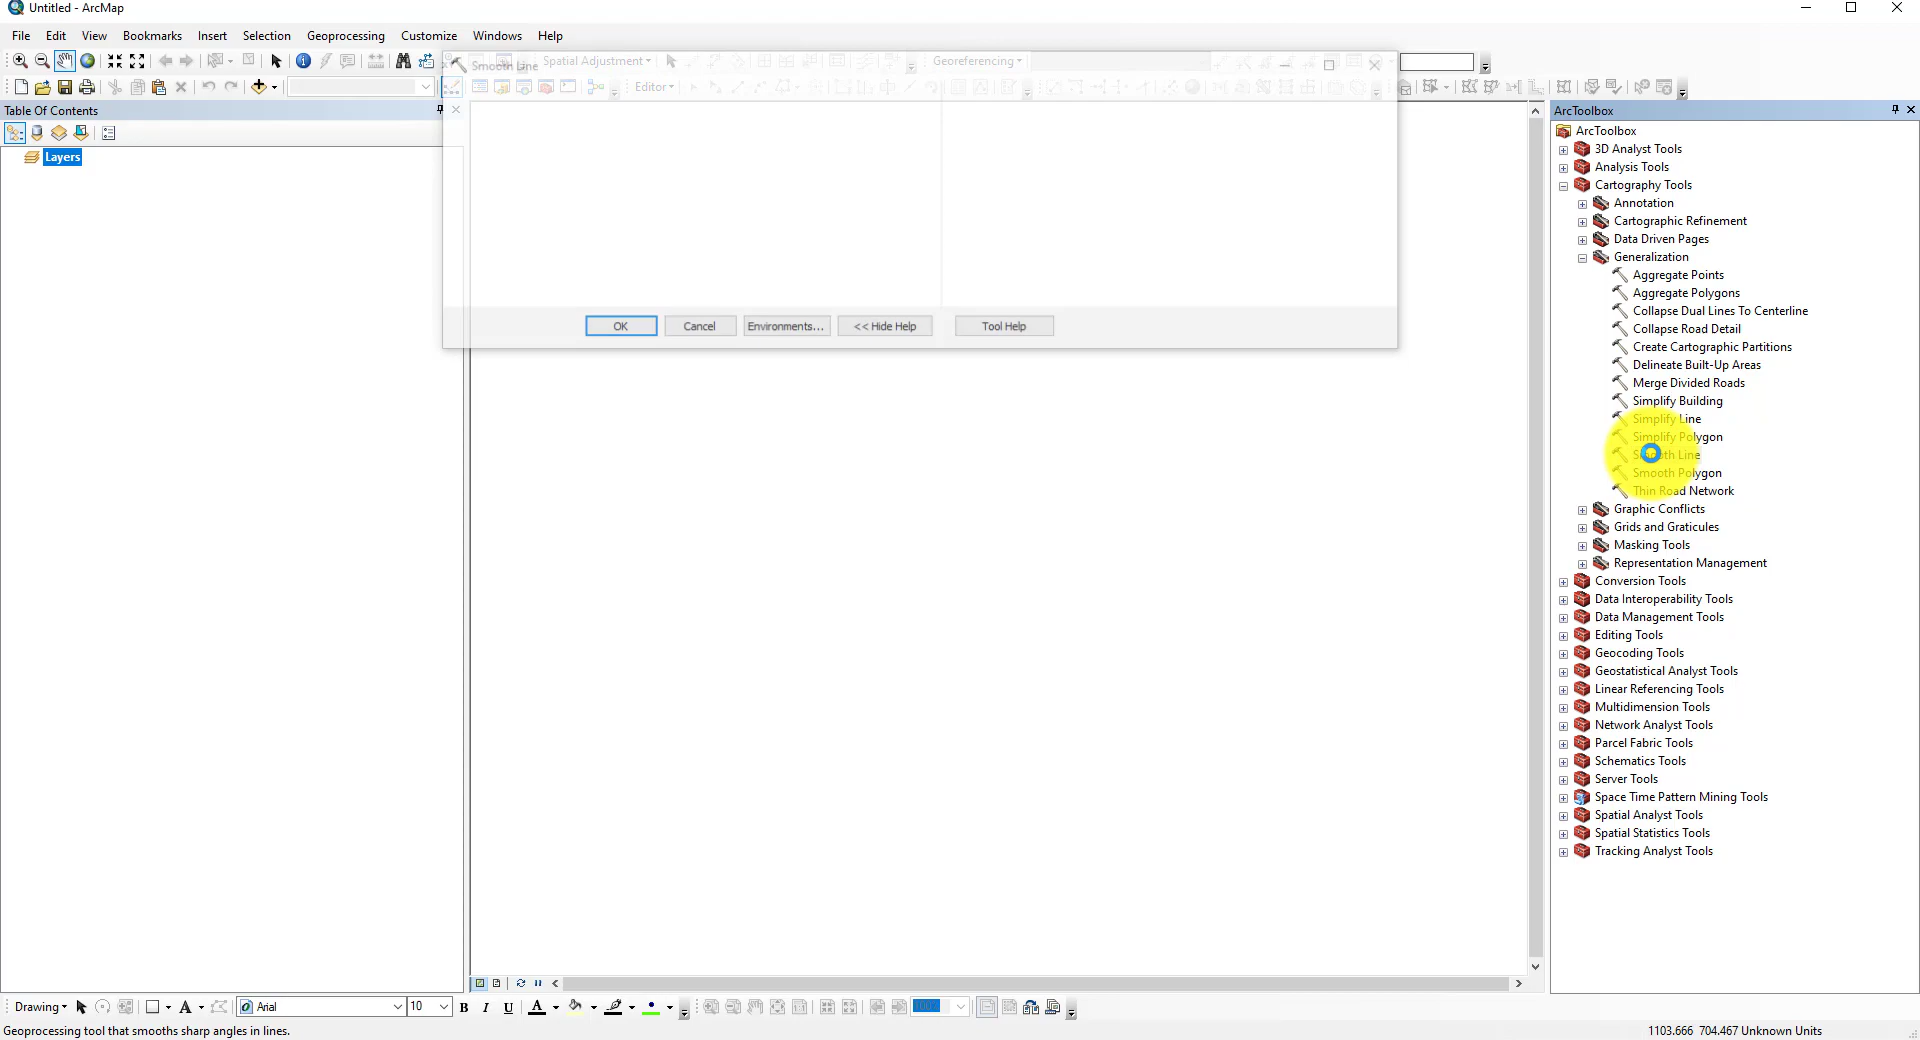 Untitled - ArcMap
File Edit View Bookmarks Insert Selection Geoprocessing Customize Windows Help
Smooth Line
Spatial Adjustment
Georeferencing
Editor
Table Of Contents
Layers
OK
Cancel
Environments...
<< Hide Help
Tool Help
ArcToolbox
ArcToolbox
3D Analyst Tools
Analysis Tools
Cartography Tools
Annotation
Cartographic Refinement
Data Driven Pages
Generalization
Aggregate Points
Aggregate Polygons
Collapse Dual Lines To Centerline
Collapse Road Detail
Create Cartographic Partitions
Delineate Built-Up Areas
Merge Divided Roads
Simplify Building
Simplify Line
Simplify Polygon
Smooth Line
Smooth Polygon
Thin Road Network
Graphic Conflicts
Grids and Graticules
Masking Tools
Representation Management
Conversion Tools
Data Interoperability Tools
Data Management Tools
Editing Tools
Geocoding Tools
Geostatistical Analyst Tools
Linear Referencing Tools
Multidimension Tools
Network Analyst Tools
Parcel Fabric Tools
Schematics Tools
Server Tools
Space Time Pattern Mining Tools
Spatial Analyst Tools
Spatial Statistics Tools
Tracking Analyst Tools
Drawing
Arial
10
B I U A
Geoprocessing tool that smooths sharp angles in lines.
1103.666 704.467 Unknown Units